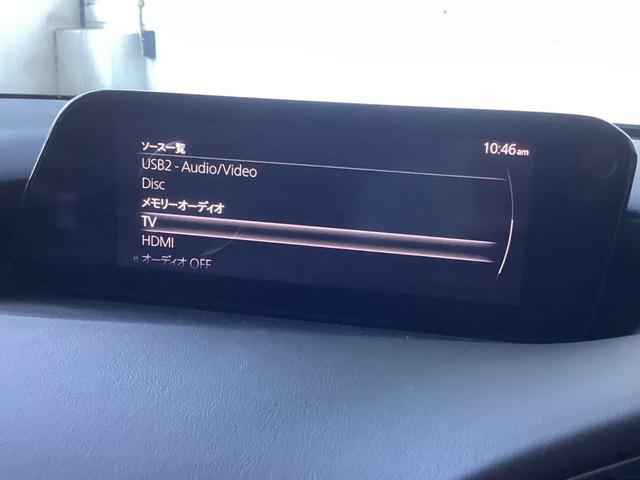 ソース一覧
10:46am
USB2 - Audio/Video
Disc
メモリーオーディオ
TV
HDMI
オーディオ OFF